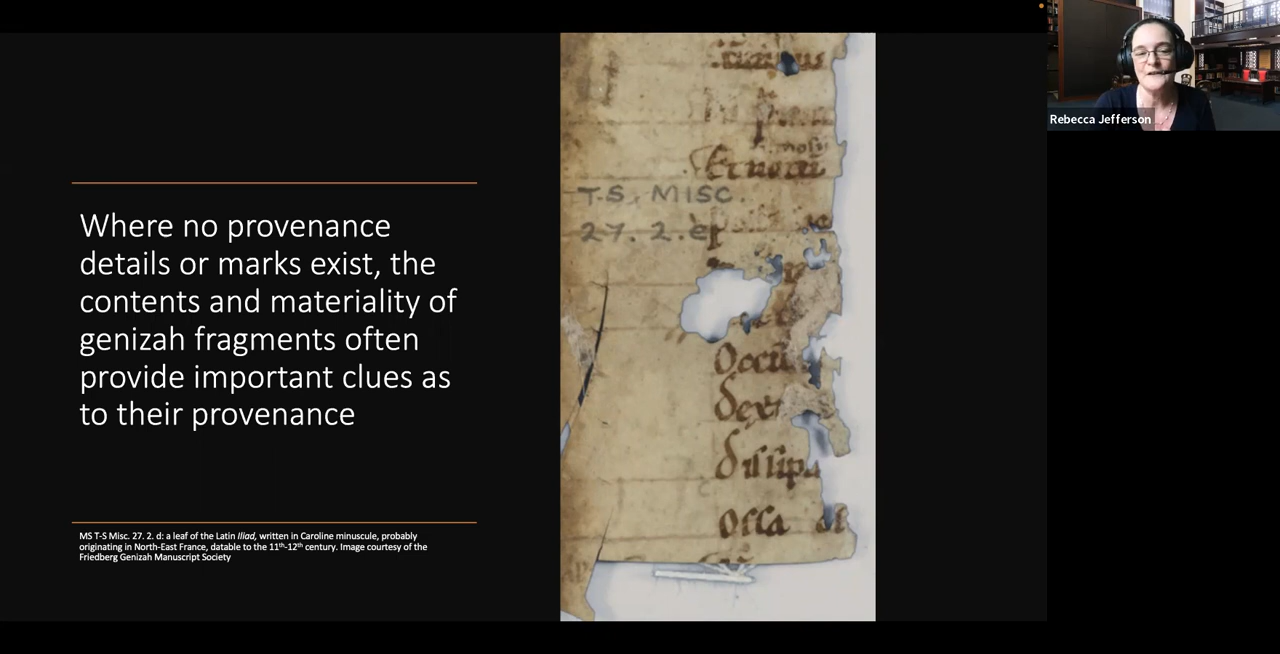 Rebecca Jefferson
Where no provenance
details or marks exist, the
contents and materiality of
genizah fragments often
provide important clues as
to their provenance
MS T-S Misc. 27. 2. d: a leaf of the Latin Iliad, written in Caroline minuscule, probably
originating in North-East France, datable to the 11th-12th century. Image courtesy of the
Friedberg Genizah Manuscript Society
T-S. MISC.
27. 2. e